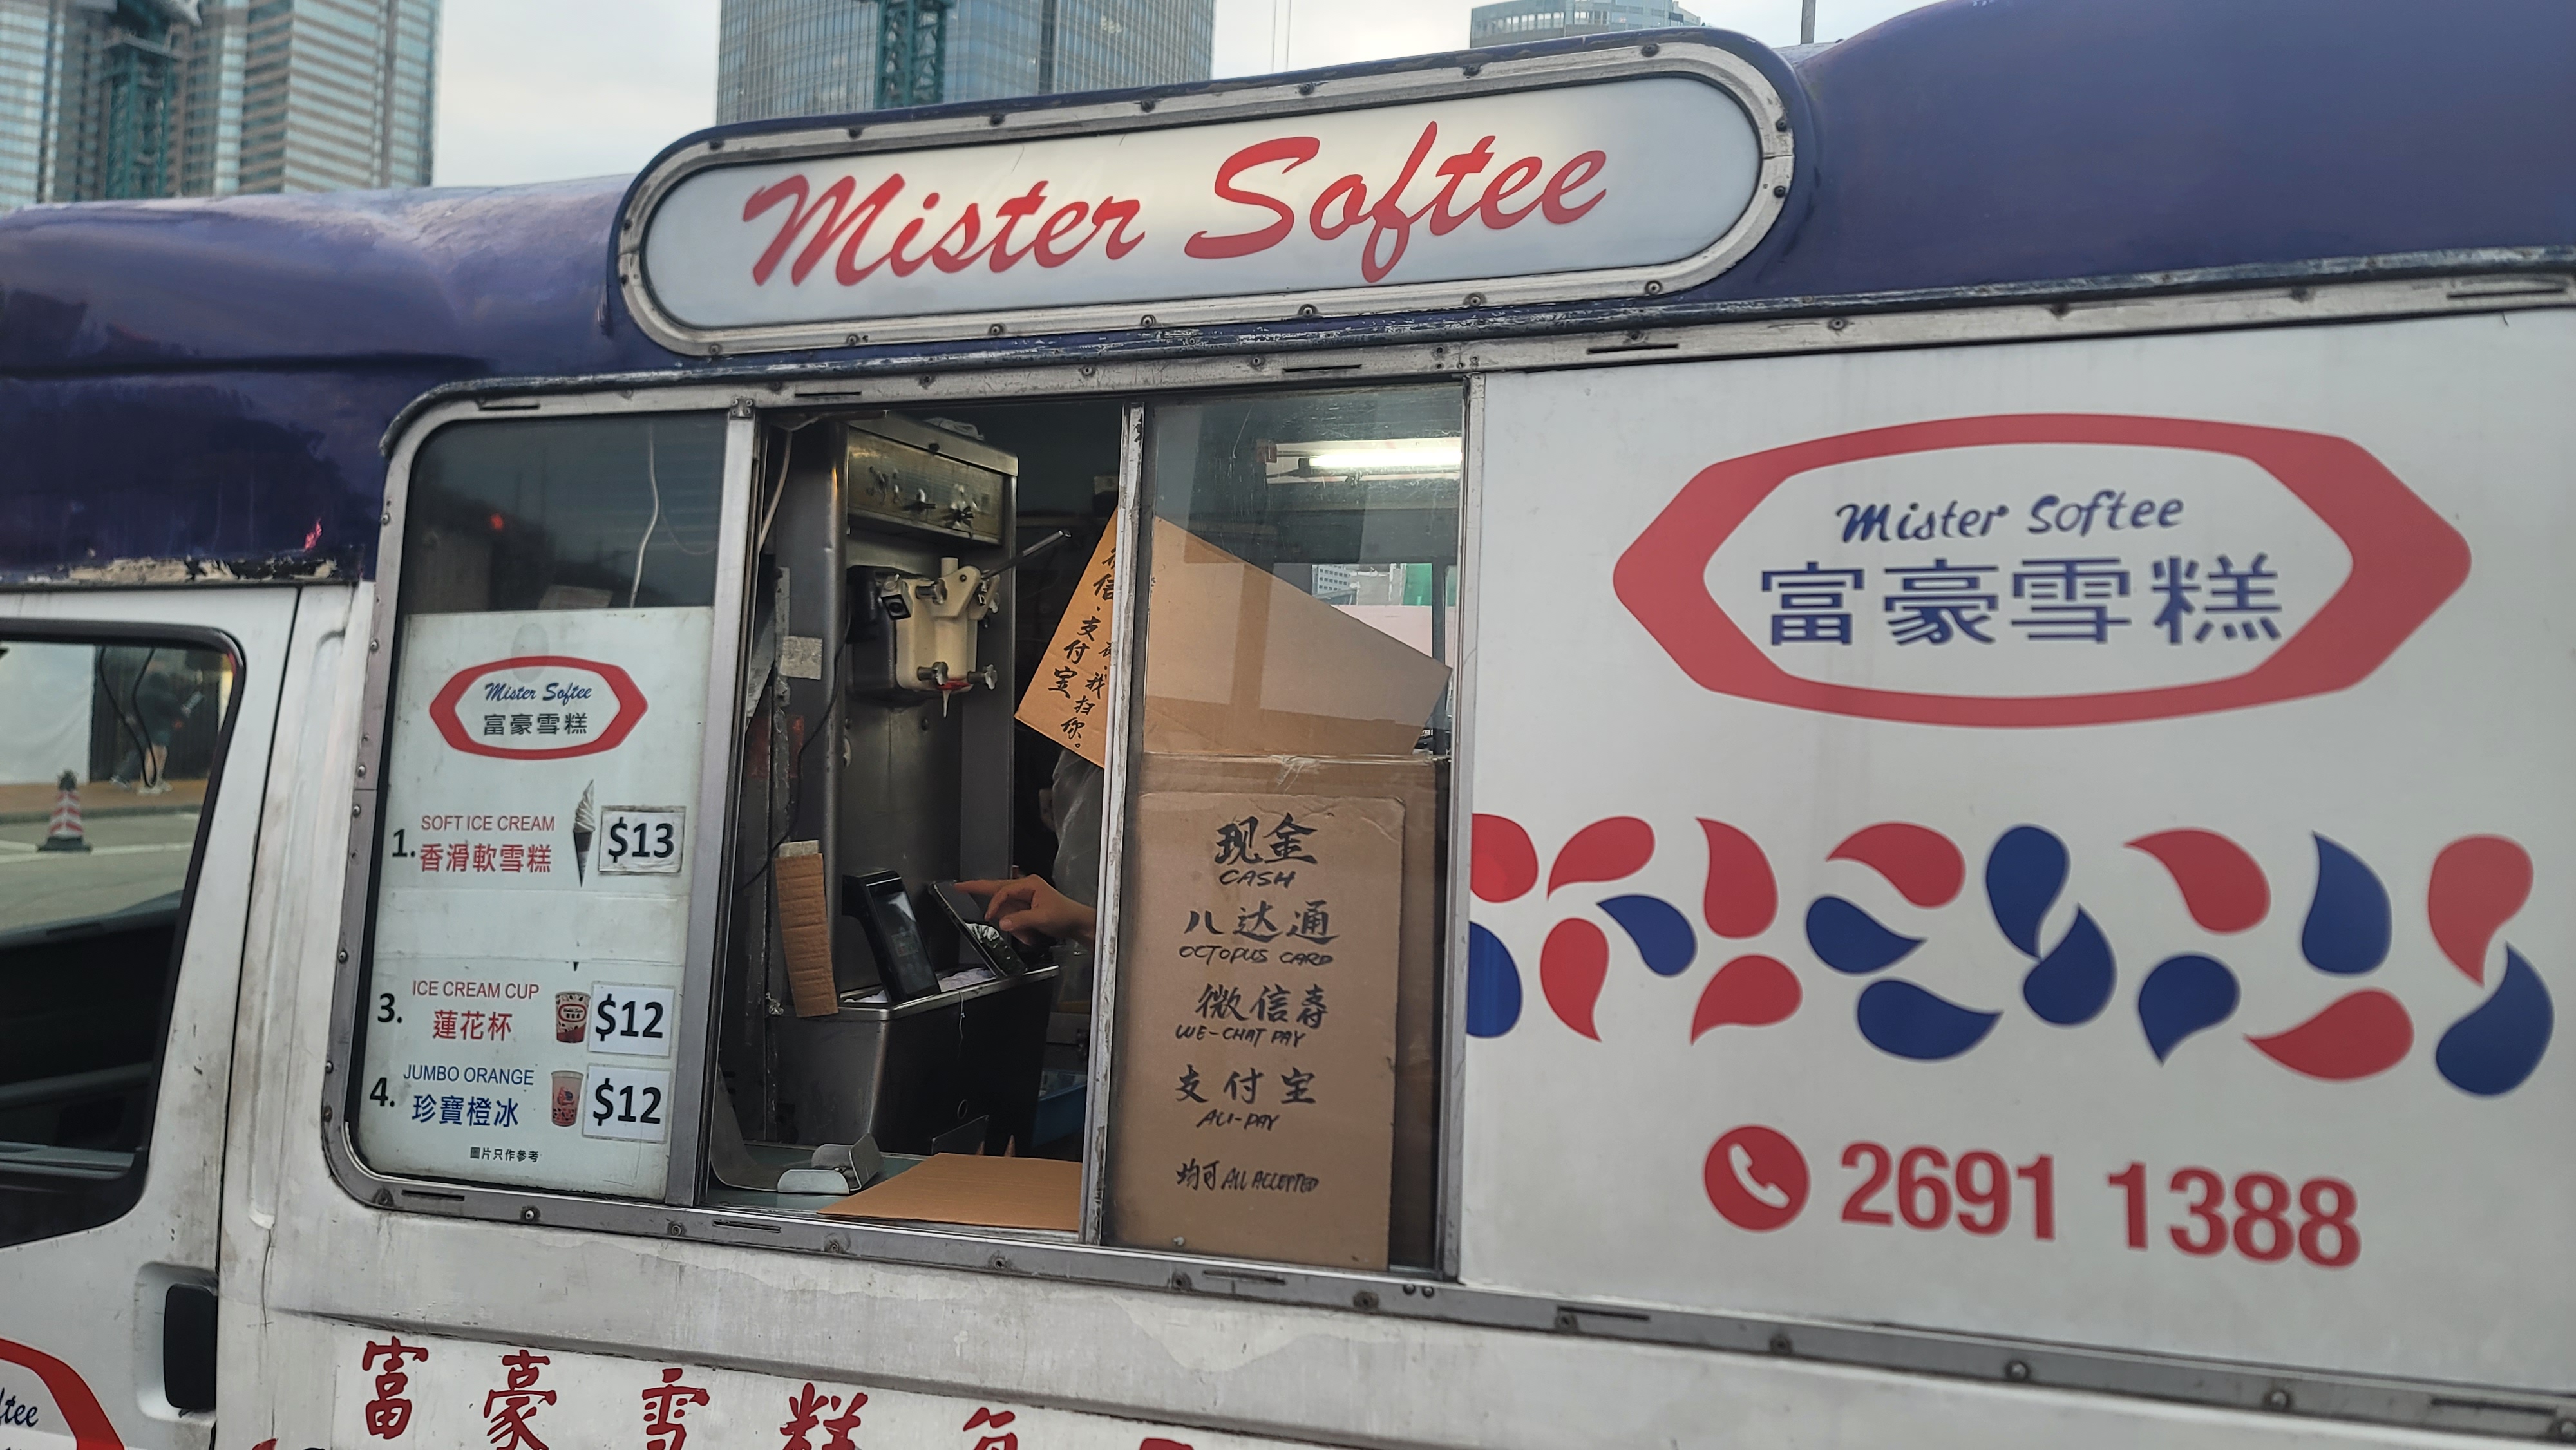 Mister Softee
Mister Softee
富豪雪糕
Mister Softee
富豪雪糕
1.
SOFT ICE CREAM
香滑軟雪糕
$13
3.
ICE CREAM CUP
蓮花杯
$12
4.
JUMBO ORANGE
珍寶橙冰
$12
圖片只作參考
信·支付宝
我扫你。
现金
CASH
八达通
OCTOPUS CARD
微信
WE-CHAT PAY
支付宝
ALI-PAY
均可 ALL ACCEPTED
2691 1388
富豪雪糕